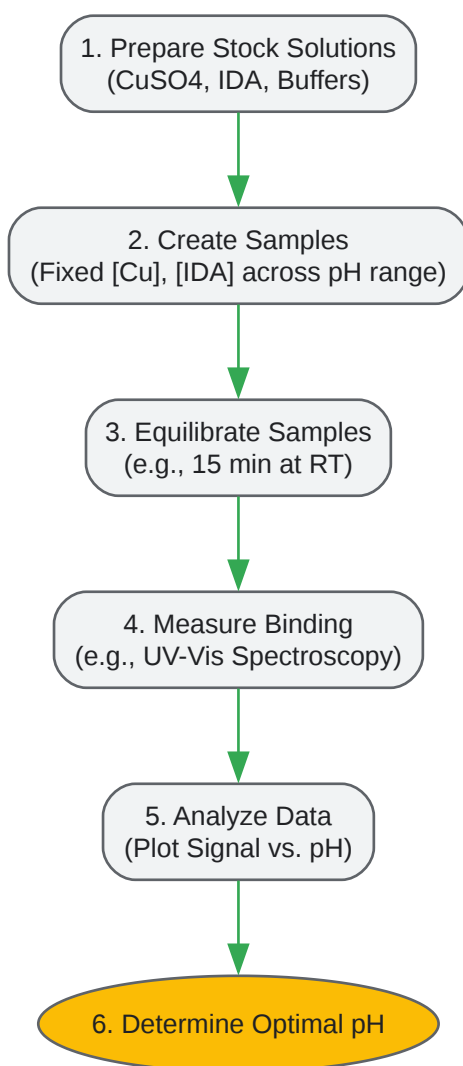 1. Prepare Stock Solutions
(CuSO4, IDA, Buffers)
2. Create Samples
(Fixed [Cu], [IDA] across pH range)
3. Equilibrate Samples
(e.g., 15 min at RT)
4. Measure Binding
(e.g., UV-Vis Spectroscopy)
5. Analyze Data
(Plot Signal vs. pH)
6. Determine Optimal pH